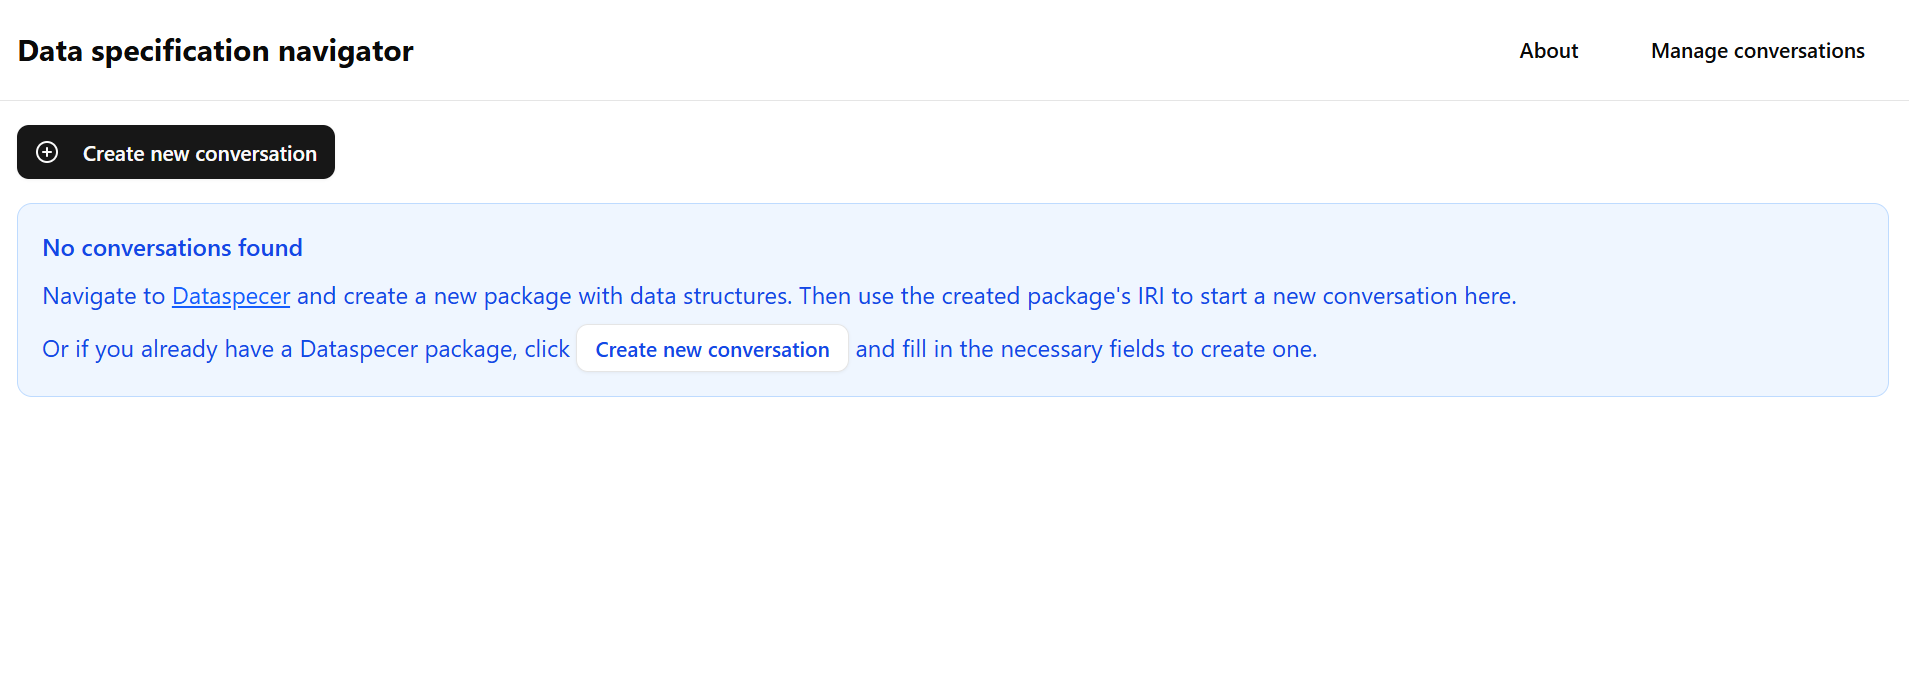 Data specification navigator
About
Manage conversations
Create new conversation
No conversations found
Navigate to Dataspecer and create a new package with data structures. Then use the created package's IRI to start a new conversation here.
Or if you already have a Dataspecer package, click Create new conversation and fill in the necessary fields to create one.